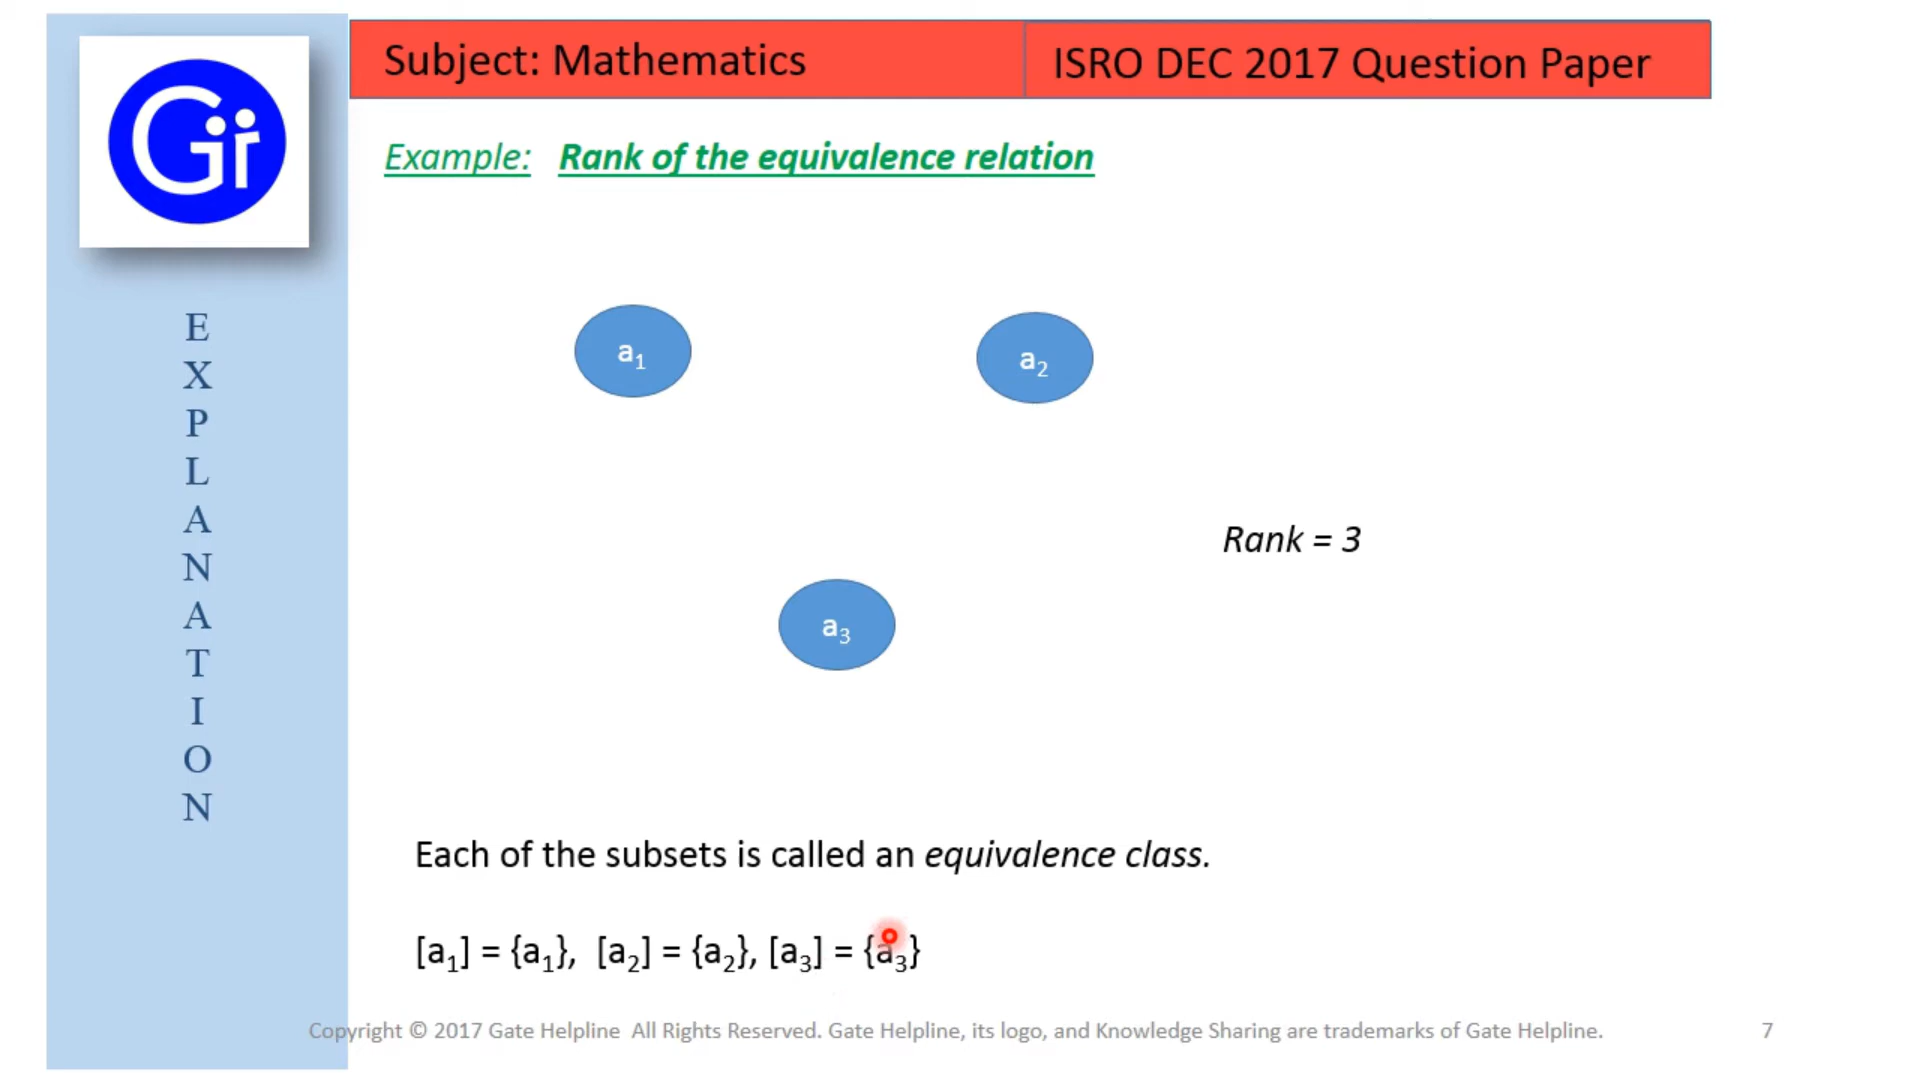 Gr
Subject: Mathematics
ISRO DEC 2017 Question Paper
Example: Rank of the equivalence relation
E
X
P
L
A
N
A
T
I
O
N
a₁
a₂
Rank = 3
a₃
Each of the subsets is called an equivalence class.
[a₁] = {a₁}, [a₂] = {a₂}, [a₃] = {a₃}
Copyright © 2017 Gate Helpline All Rights Reserved. Gate Helpline, its logo, and Knowledge Sharing are trademarks of Gate Helpline.
7